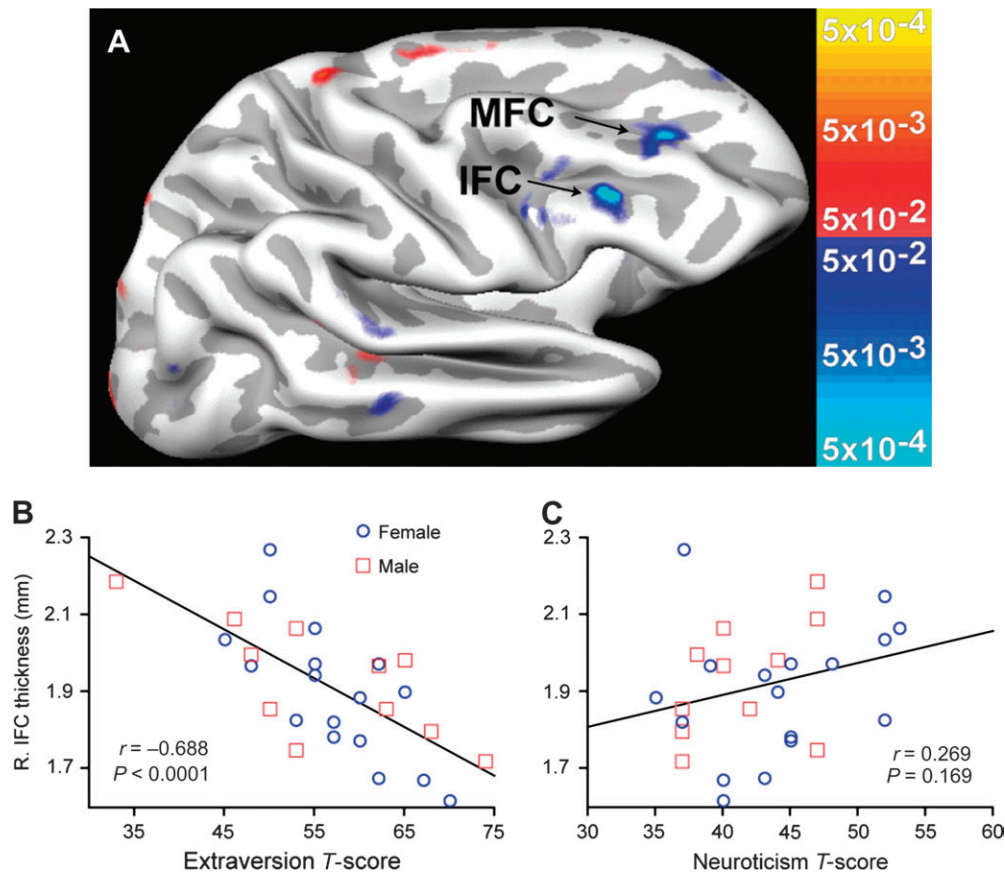 A
MFC
IFC
5x10-4
5x10-3
5x10-2
5x10-2
5x10-3
5x10-4
B
2.3
2.1
1.9
1.7
R. IFC thickness (mm)
Female
Male
r = –0.688
P < 0.0001
33 45 55 65 75
Extraversion T-score
C
2.3
2.1
1.9
1.7
r = 0.269
P = 0.169
30 35 40 45 50 55 60
Neuroticism T-score